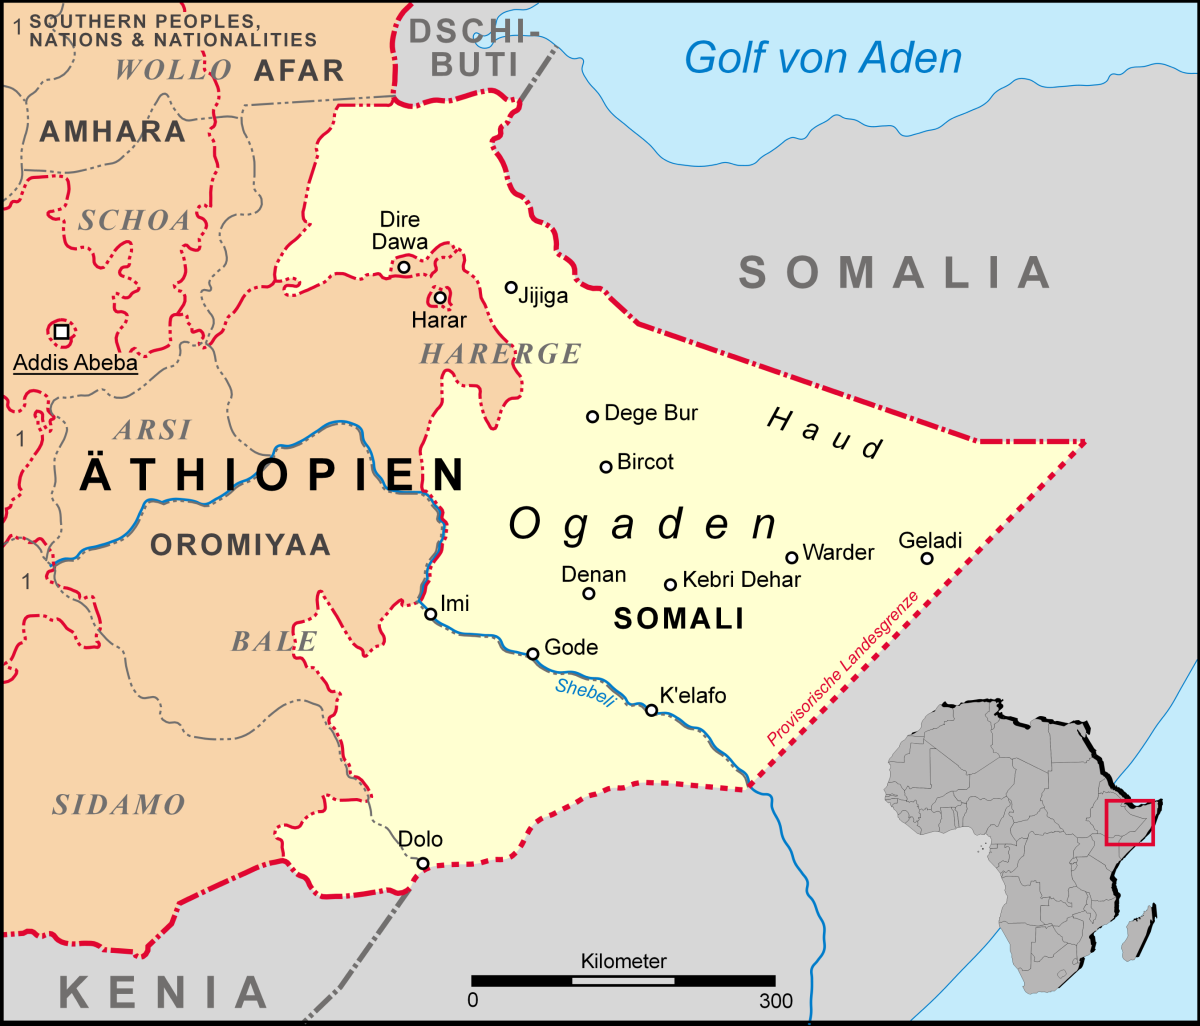 1 SOUTHERN PEOPLES,
NATIONS & NATIONALITIES
DSCHI-
BUTI
Golf von Aden
WOLLO
AFAR
AMHARA
SCHOA
Dire
Dawa
SOMALIA
Jijiga
Harar
Addis Abeba
HARERGE
Dege Bur
Haud
1
ARSI
Bircot
ÄTHIOPIEN
Ogaden
OROMIYAA
Warder
Geladi
Denan
Kebri Dehar
1
Imi
SOMALI
BALE
Gode
Shebeli
K'elafo
Provisorische Landesgrenze
SIDAMO
Dolo
KENIA
Kilometer
0
300